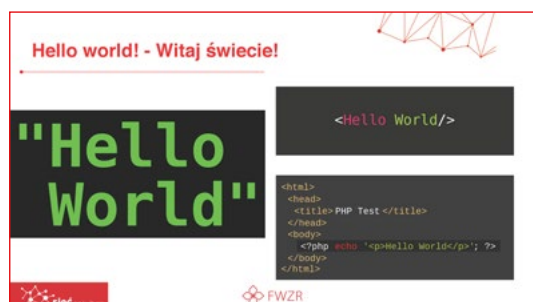 Hello world! - Witaj świecie!
"Hello
World"
<Hello World/>
<html>
<head>
<title>PHP Test</title>
</head>
<body>
<?php echo '<p>Hello World</p>'; ?>
</body>
</html>
FWZR